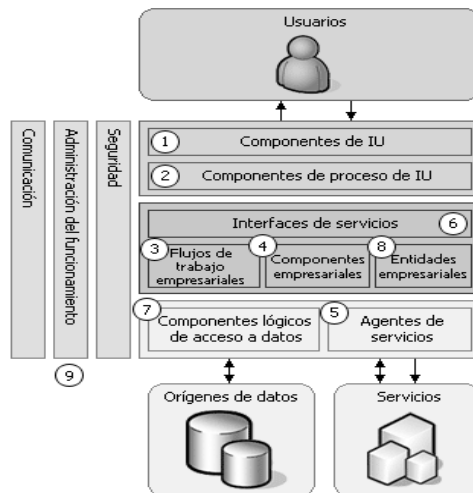 Usuarios
Comunicación
Administración del funcionamiento
Seguridad
1 Componentes de IU
2 Componentes de proceso de IU
Interfaces de servicios 6
3 Flujos de
trabajo
empresariales
4 Componentes
empresariales
8 Entidades
empresariales
7 Componentes lógicos
de acceso a datos
5 Agentes de
servicios
9
Orígenes de datos
Servicios